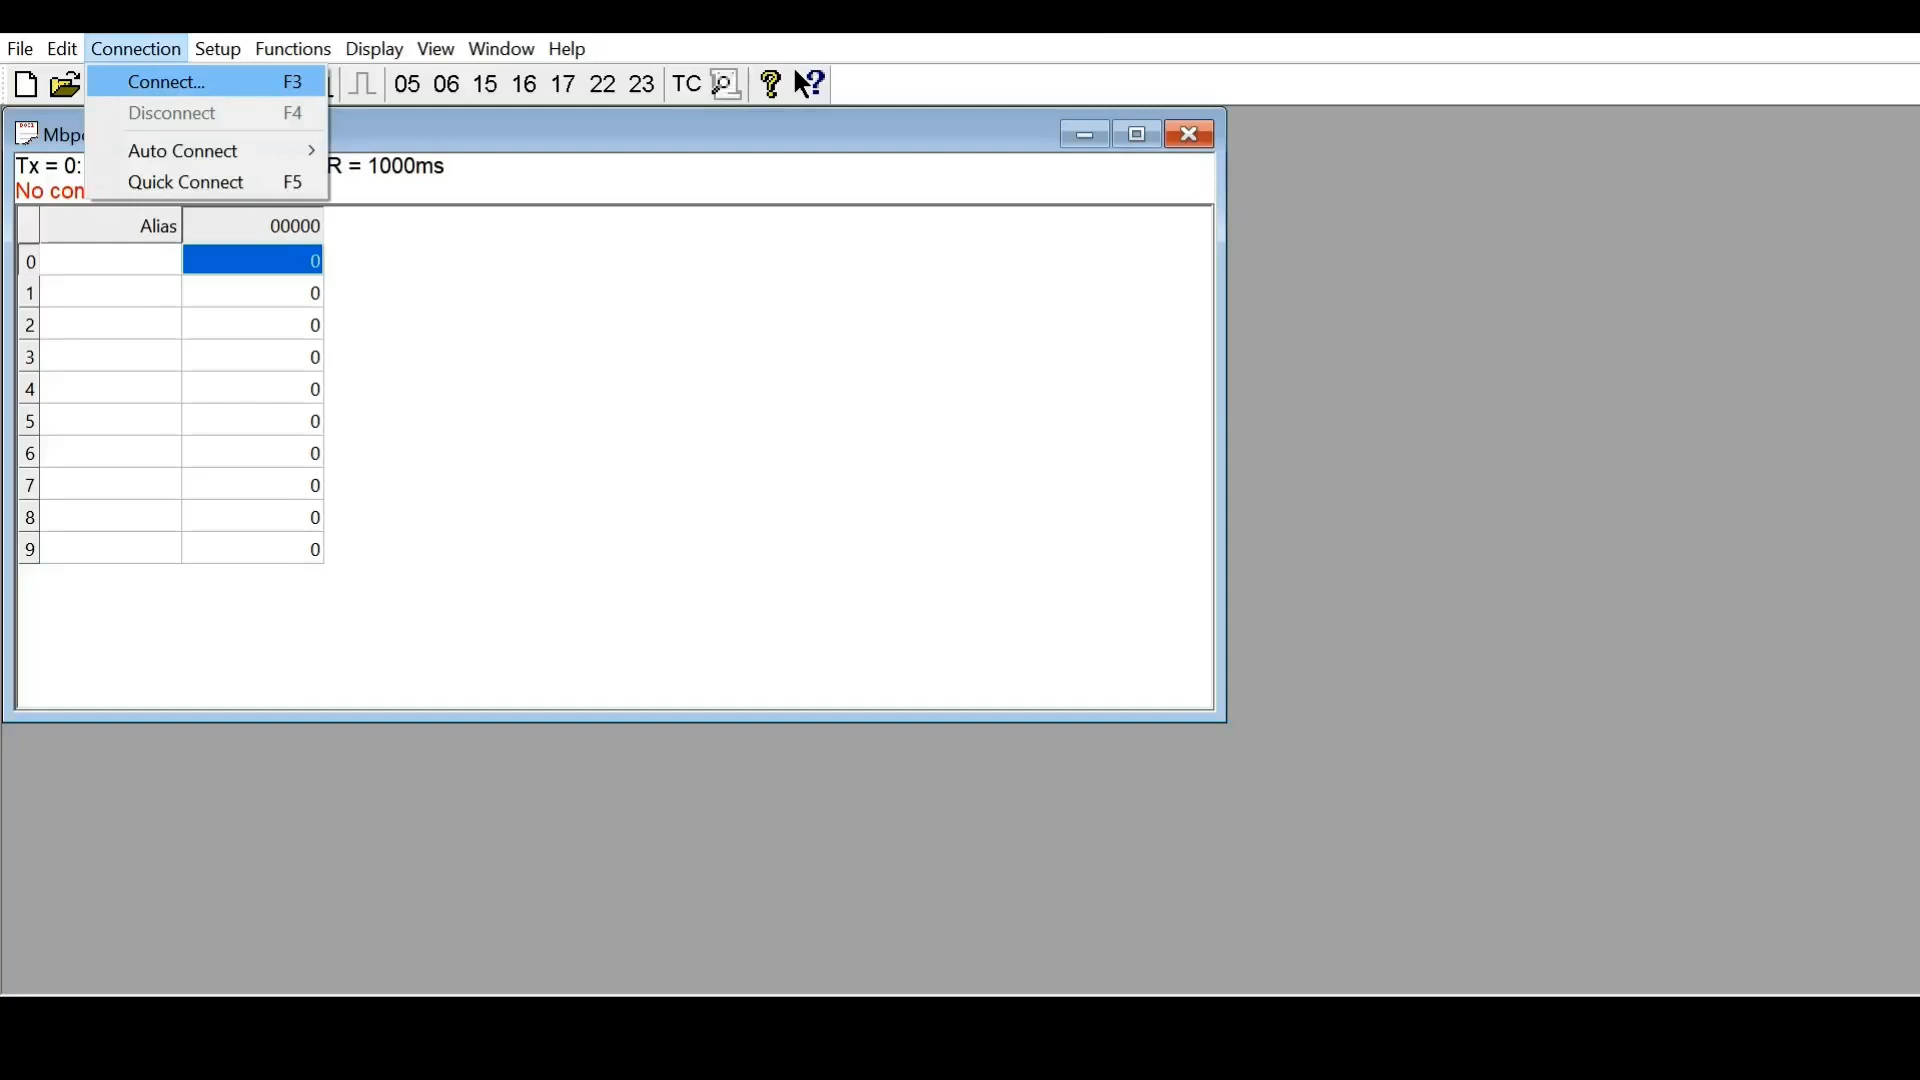 File Edit Connection Setup Functions Display View Window Help
Connect... F3
05 06 15 16 17 22 23 TC
Disconnect F4
Auto Connect
Quick Connect F5
Tx = 0: R = 1000ms
No con
Alias 00000
0 0
1 0
2 0
3 0
4 0
5 0
6 0
7 0
8 0
9 0